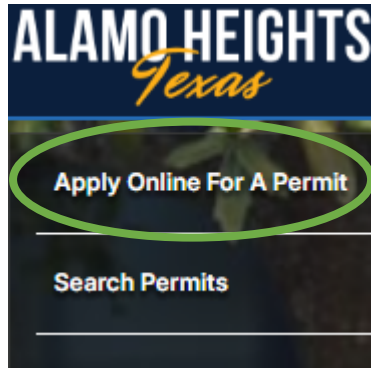 ALAMO HEIGHTS
Texas
Apply Online For A Permit
Search Permits